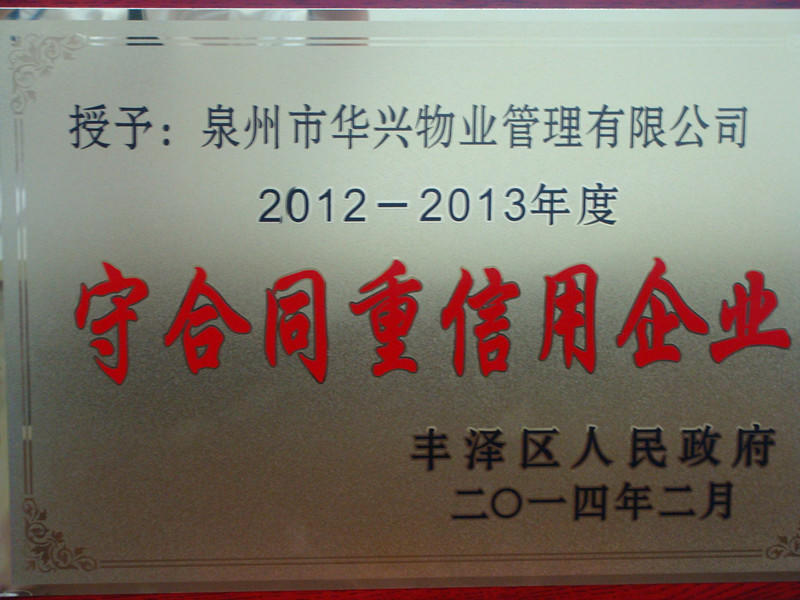 授予：泉州市华兴物业管理有限公司
2012－2013年度
守合同重信用企业
丰泽区人民政府
二〇一四年二月